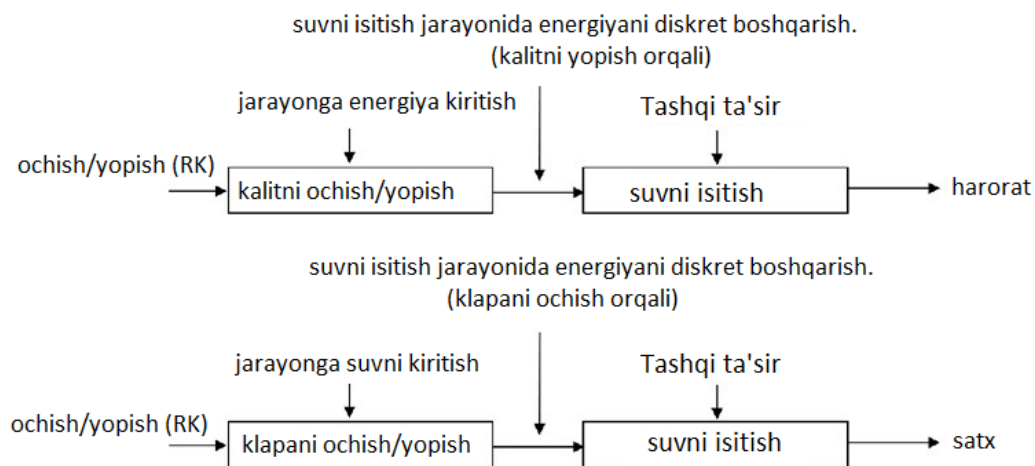 suvni isitish jarayonida energiyani diskret boshqarish.
(kalitni yopish orqali)
jarayonga energiya kiritish
Tashqi ta'sir
ochish/yopish (RK)
kalitni ochish/yopish
suvni isitish
harorat
suvni isitish jarayonida energiyani diskret boshqarish.
(klapani ochish orqali)
jarayonga suvni kiritish
Tashqi ta'sir
ochish/yopish (RK)
klapani ochish/yopish
suvni isitish
satx